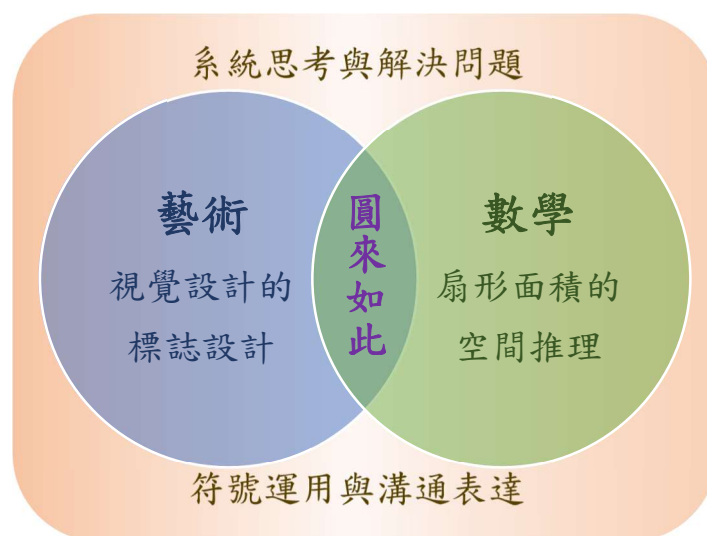 系統思考與解決問題
藝術
視覺設計的
標誌設計
圓來如此
數學
扇形面積的
空間推理
符號運用與溝通表達